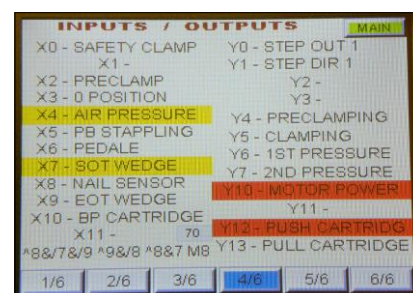 INPUTS / OUTPUTS MAIN
X0 - SAFETY CLAMP
X1 -
X2 - PRECLAMP
X3 - 0 POSITION
X4 - AIR PRESSURE
X5 - PB STAPPLING
X6 - PEDALE
X7 - SOT WEDGE
X8 - NAIL SENSOR
X9 - EOT WEDGE
X10 - BP CARTRIDGE
X11 - 70
^8&/7&/9 ^9&/8 ^8&7 M8
Y0 - STEP OUT 1
Y1 - STEP DIR 1
Y2 -
Y3 -
Y4 - PRECLAMPING
Y5 - CLAMPING
Y6 - 1ST PRESSURE
Y7 - 2ND PRESSURE
Y10 - MOTOR POWER
Y11 -
Y12 - PUSH CARTRIDG
Y13 - PULL CARTRIDGE
1/6 2/6 3/6 4/6 5/6 6/6